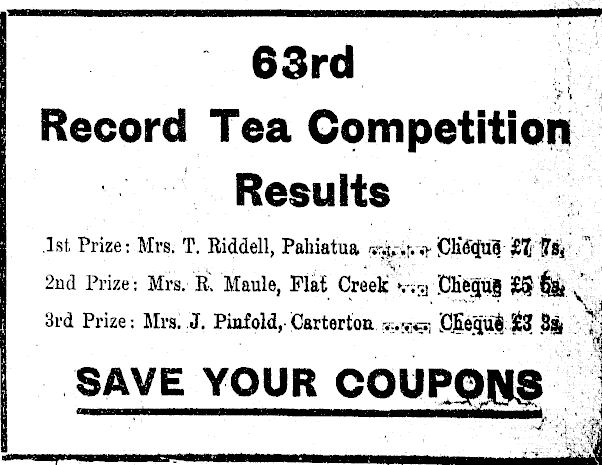 63rd
Record Tea Competition
Results
1st Prize: Mrs. T. Riddell, Pahiatua ...... Cheque £7 7s.
2nd Prize: Mrs. R. Maule, Flat Creek .... Cheque £5 5s.
3rd Prize: Mrs. J. Pinfold, Carterton ...... Cheque £3 3s.
SAVE YOUR COUPONS